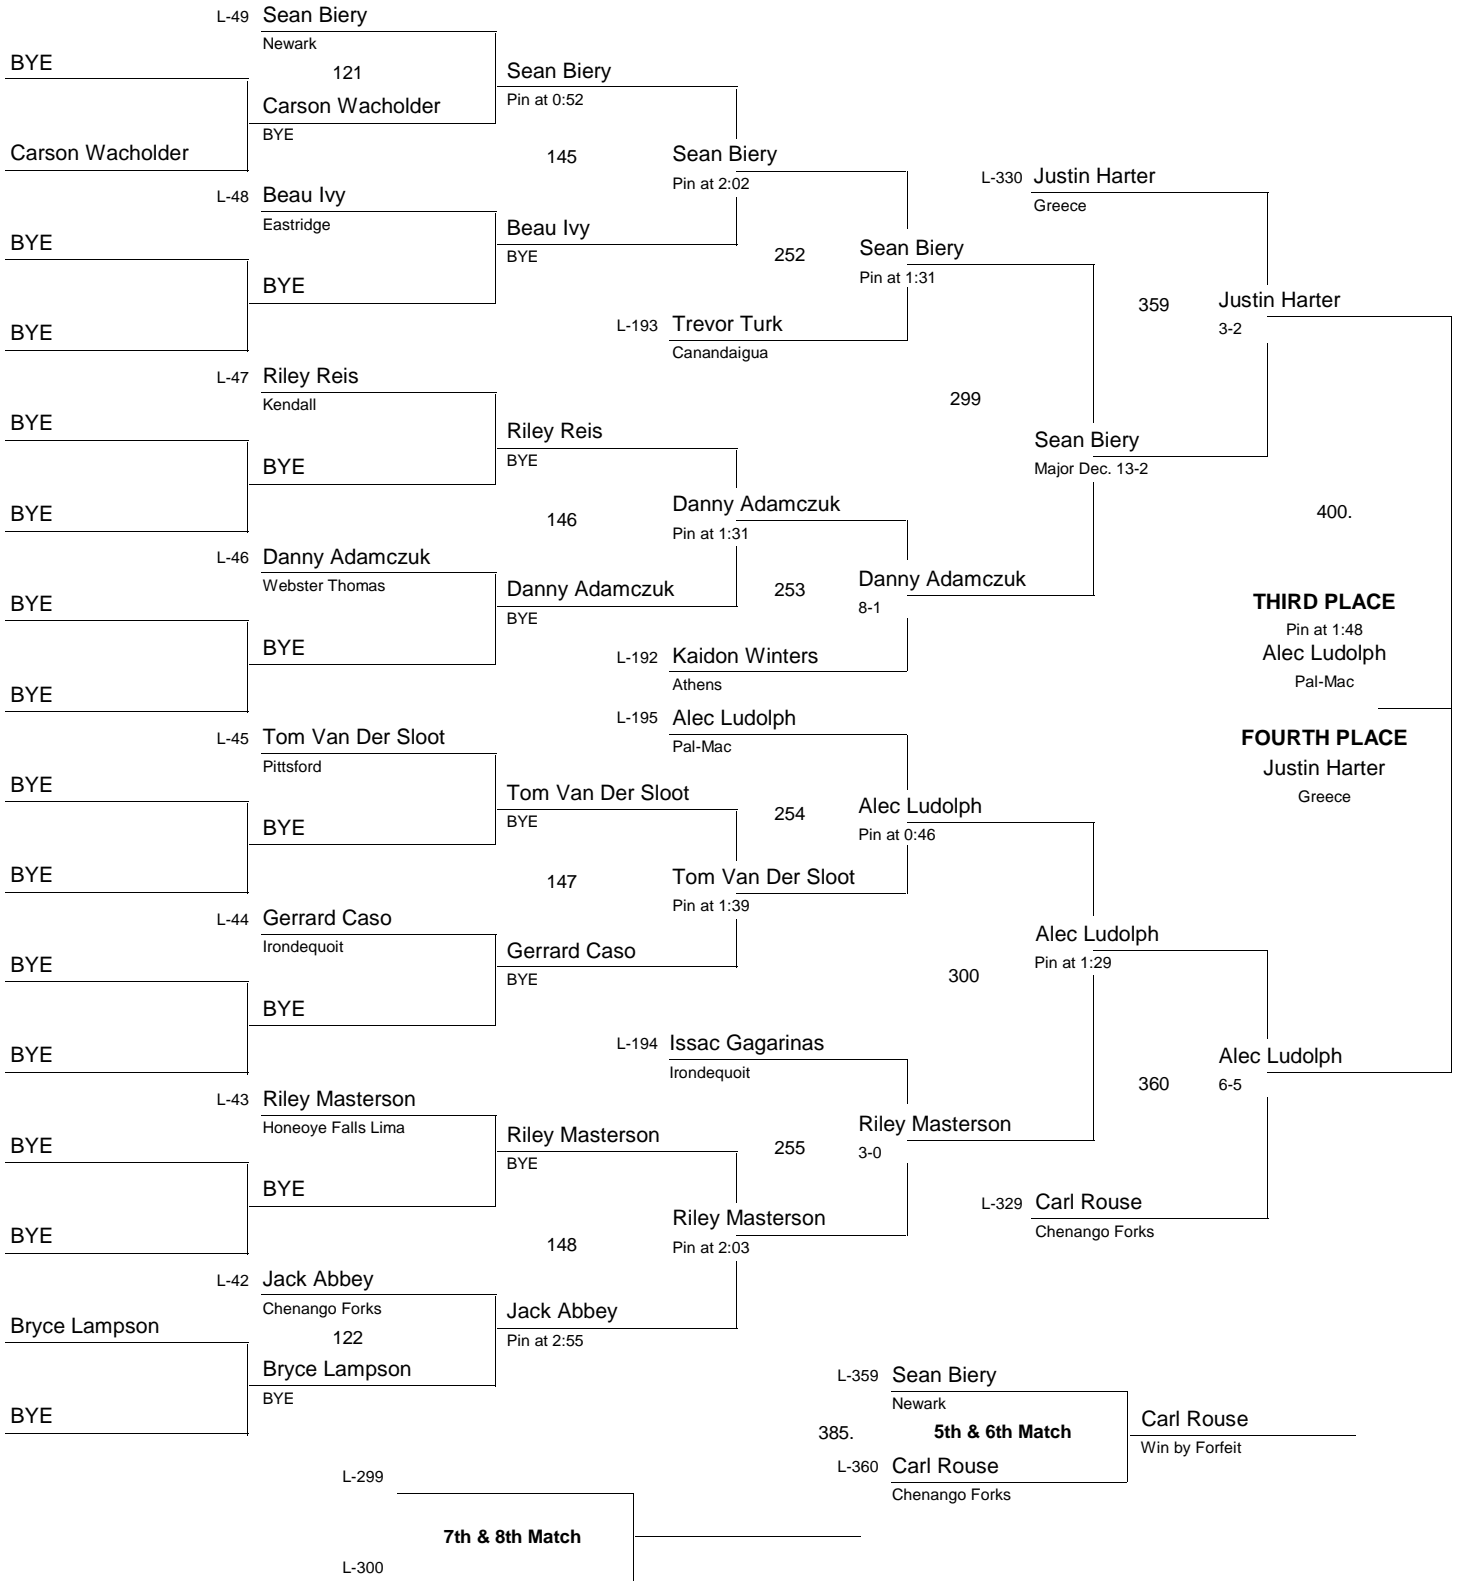 L-49 Sean Biery
Newark
BYE
121
Sean Biery
Pin at 0:52
Carson Wacholder
BYE
Carson Wacholder
145
Sean Biery
Pin at 2:02
L-330 Justin Harter
Greece
L-48 Beau Ivy
Eastridge
BYE
Beau Ivy
BYE
252
Sean Biery
Pin at 1:31
BYE
BYE
L-193 Trevor Turk
Canandaigua
359
Justin Harter
3-2
L-47 Riley Reis
Kendall
BYE
299
Riley Reis
BYE
Sean Biery
Major Dec. 13-2
BYE
BYE
146
Danny Adamczuk
Pin at 1:31
400.
L-46 Danny Adamczuk
Webster Thomas
BYE
Danny Adamczuk
BYE
253
Danny Adamczuk
8-1
THIRD PLACE
Pin at 1:48
Alec Ludolph
Pal-Mac
BYE
BYE
L-192 Kaidon Winters
Athens
L-195 Alec Ludolph
Pal-Mac
L-45 Tom Van Der Sloot
Pittsford
FOURTH PLACE
Justin Harter
Greece
BYE
Tom Van Der Sloot
BYE
254
Alec Ludolph
Pin at 0:46
BYE
BYE
147
Tom Van Der Sloot
Pin at 1:39
L-44 Gerrard Caso
Irondequoit
BYE
Gerrard Caso
BYE
Alec Ludolph
Pin at 1:29
300
BYE
BYE
L-194 Issac Gagarinas
Irondequoit
Alec Ludolph
6-5
360
L-43 Riley Masterson
Honeoye Falls Lima
BYE
Riley Masterson
BYE
255
Riley Masterson
3-0
BYE
BYE
148
Riley Masterson
Pin at 2:03
L-329 Carl Rouse
Chenango Forks
L-42 Jack Abbey
Chenango Forks
Bryce Lampson
122
Jack Abbey
Pin at 2:55
Bryce Lampson
BYE
BYE
L-359 Sean Biery
Newark
385. 5th & 6th Match
Carl Rouse
Win by Forfeit
L-360 Carl Rouse
Chenango Forks
L-299
7th & 8th Match
L-300